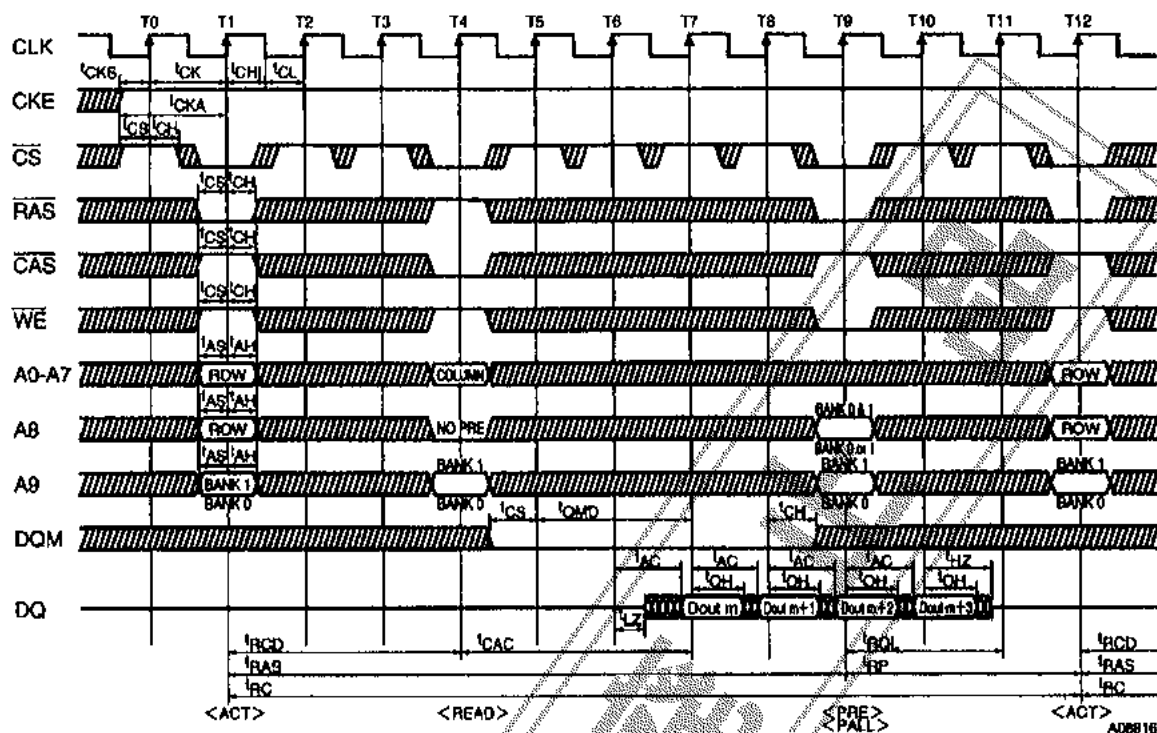 T0 T1 T2 T3 T4 T5 T6 T7 T8 T9 T10 T11 T12
CLK
tCKS tCK tCH tCL
CKE
tCKA
tCS tCH
CS
tCS tCH
RAS
tCS tCH
CAS
tCS tCH
WE
tAS tAH
A0-A7 ROW COLUMN ROW
tAS tAH BANK 0 & 1
A8 ROW NO PRE ROW
tAS tAH BANK 0 or 1
BANK 1 BANK 1 BANK 1
A9 BANK 1
BANK 0 BANK 0 BANK 0 BANK 0
tCS tQMD tCH
DQM
tAC tAC tAC tAC tHZ
tOH tOH tOH tOH
DQ Dout m Dout m+1 Dout m+2 Dout m+3
tLZ
tRCD tCAC tRQL tRCD
tRAS tRP tRAS
tRC tRC
<ACT> <READ> <PRE> <ACT>
<PALL>
A08816